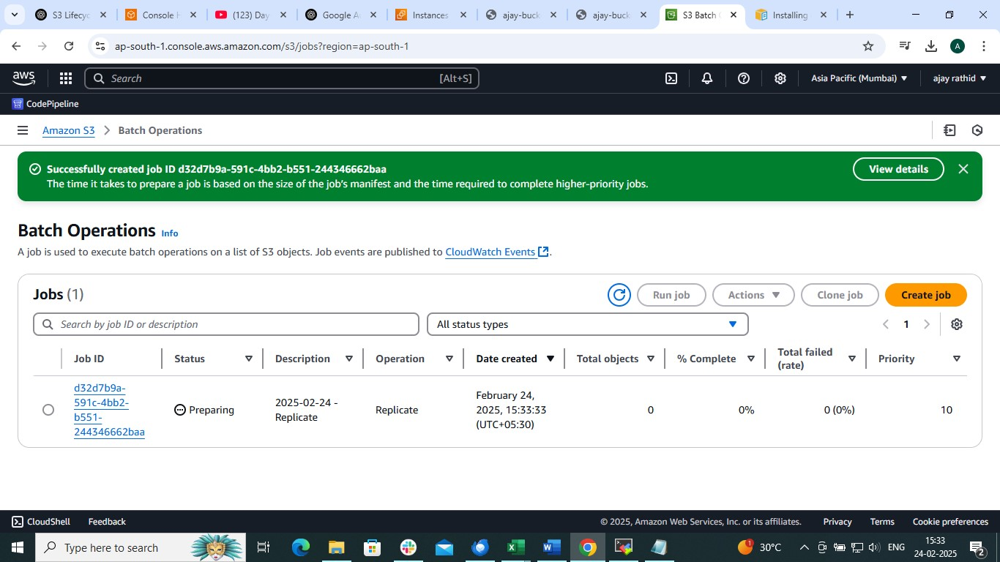 S3 Lifecyc
Console H
(123) Day
Google A
Instances
ajay-buck
ajay-buck
S3 Batch
Installing
ap-south-1.console.aws.amazon.com/s3/jobs?region=ap-south-1
A
aws
Search
[Alt+S]
Asia Pacific (Mumbai)
ajay rathid
CodePipeline
Amazon S3
Batch Operations
Successfully created job ID d32d7b9a-591c-4bb2-b551-244346662baa
The time it takes to prepare a job is based on the size of the job's manifest and the time required to complete higher-priority jobs.
View details
Batch Operations Info
A job is used to execute batch operations on a list of S3 objects. Job events are published to CloudWatch Events.
Jobs (1)
Run job
Actions
Clone job
Create job
Search by job ID or description
All status types
1
Job ID
Status
Description
Operation
Date created
Total objects
% Complete
Total failed
(rate)
Priority
d32d7b9a-
591c-4bb2-
b551-
244346662baa
Preparing
2025-02-24 -
Replicate
Replicate
February 24,
2025, 15:33:33
(UTC+05:30)
0
0%
0 (0%)
10
CloudShell
Feedback
© 2025, Amazon Web Services, Inc. or its affiliates.
Privacy
Terms
Cookie preferences
Type here to search
1
30°C
ENG
15:33
24-02-2025
2